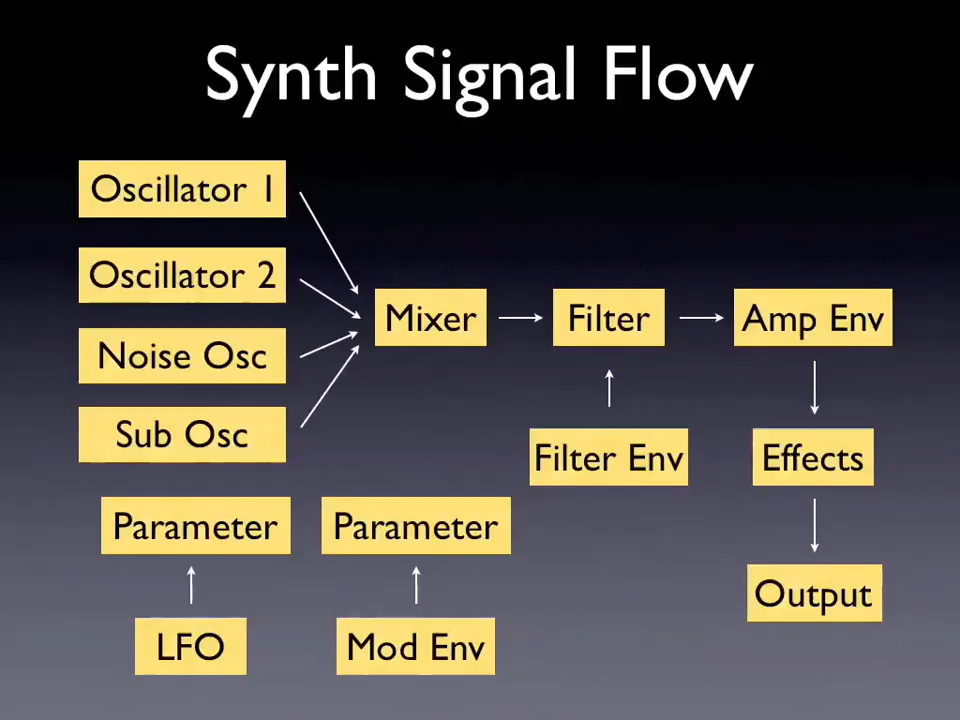 Synth Signal Flow
Oscillator 1
Oscillator 2
Noise Osc
Sub Osc
Mixer
Filter
Amp Env
Filter Env
Effects
Output
Parameter
Parameter
LFO
Mod Env